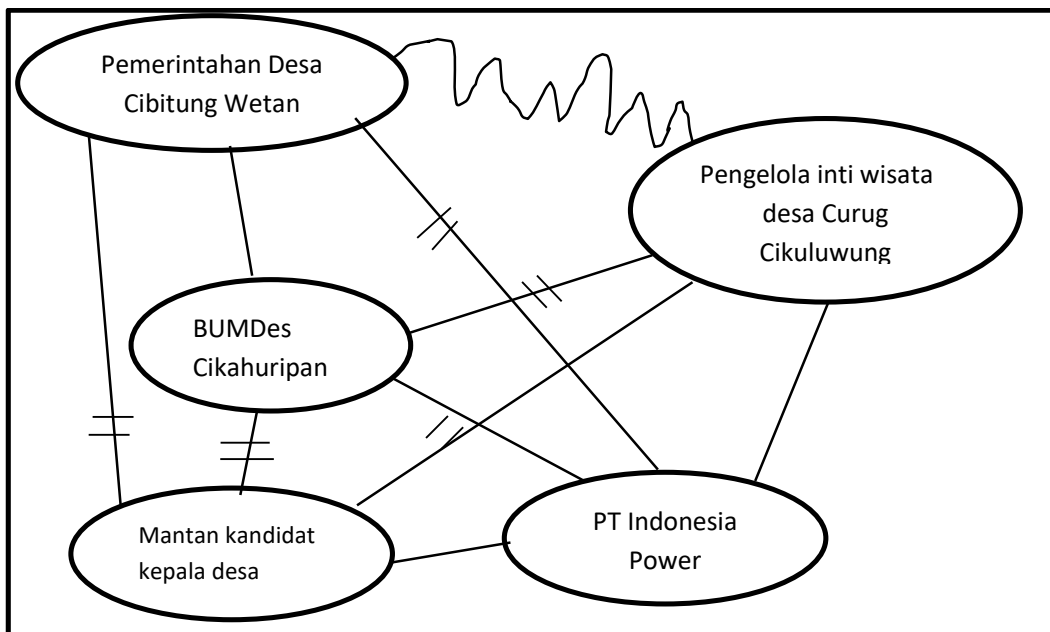 Pemerintahan Desa
Cibitung Wetan
Pengelola inti wisata
desa Curug
Cikuluwung
BUMDes
Cikahuripan
Mantan kandidat
kepala desa
PT Indonesia
Power